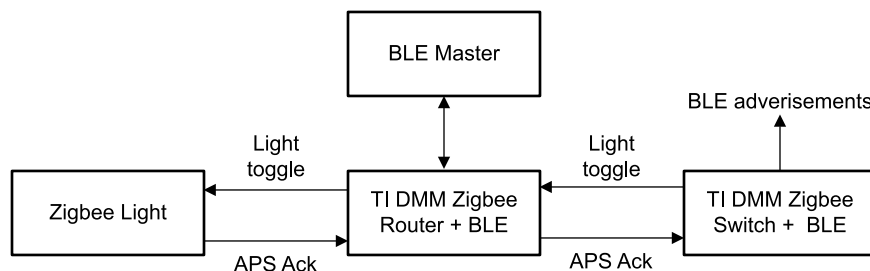 BLE Master
BLE adverisements
Light
toggle
Light
toggle
Zigbee Light
TI DMM Zigbee
Router + BLE
TI DMM Zigbee
Switch + BLE
APS Ack
APS Ack